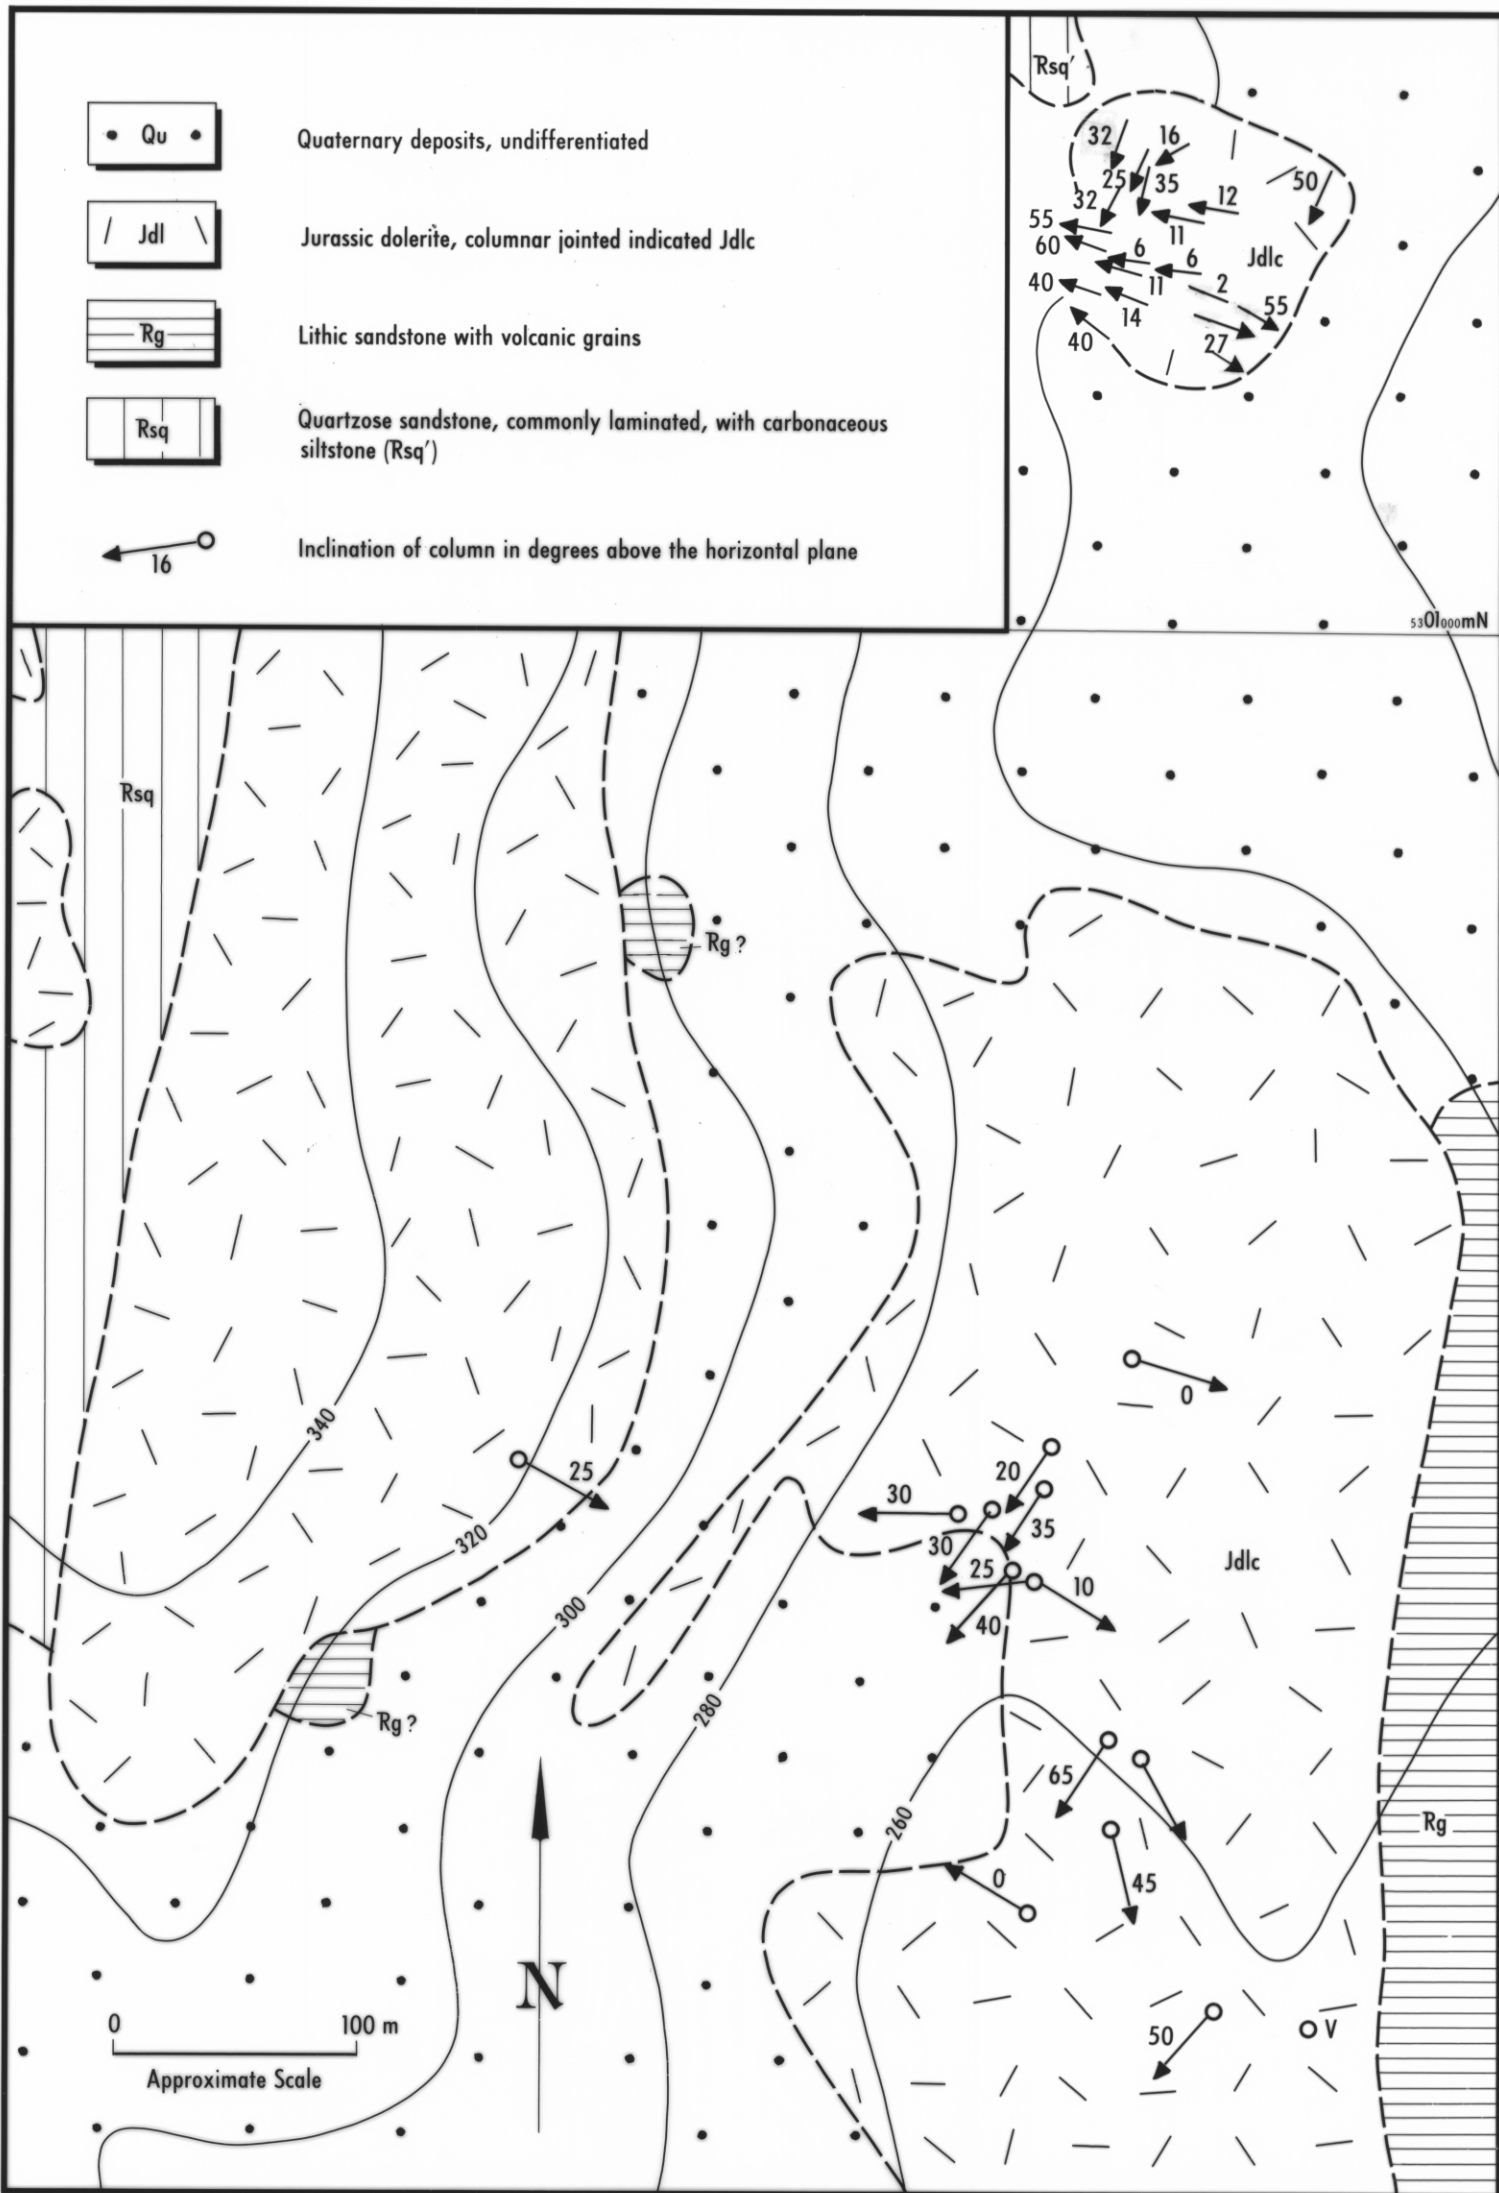 Qu
Quaternary deposits, undifferentiated
Jdl
Jurassic dolerite, columnar jointed indicated Jdlc
Rg
Lithic sandstone with volcanic grains
Rsq
Quartzose sandstone, commonly laminated, with carbonaceous
siltstone (Rsq')
16
Inclination of column in degrees above the horizontal plane
Rsq'
32
16
25
35
50
32
12
55
11
60
6
6
Jdlc
40
11
2
14
55
40
27
5301000mN
Rsq
Rg ?
0
340
25
20
30
320
35
30
25
10
300
40
Jdlc
280
Rg ?
65
260
Rg
0
45
N
0
100 m
50
V
Approximate Scale